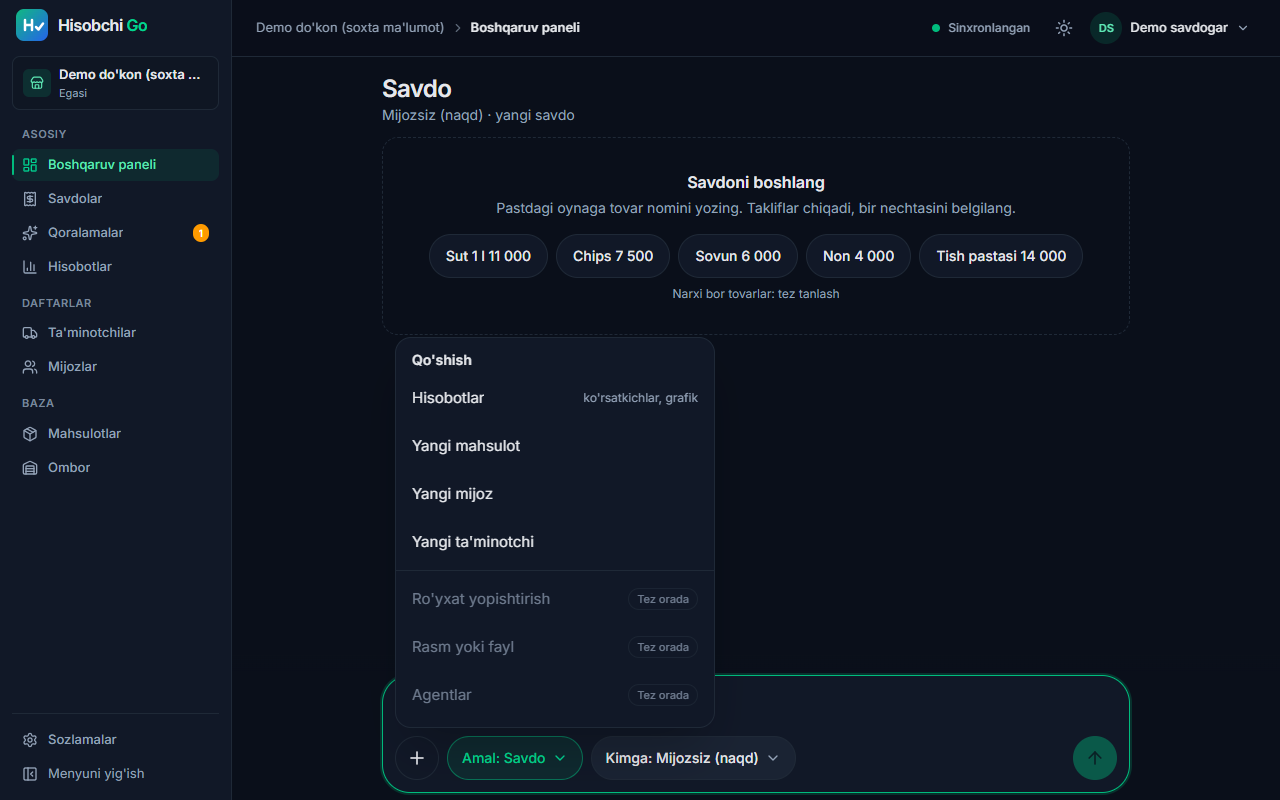 Hisobchi Go
Demo do'kon (soxta ...
Egasi
ASOSIY
Boshqaruv paneli
Savdolar
Qoralamalar 1
Hisobotlar
DAFTARLAR
Ta'minotchilar
Mijozlar
BAZA
Mahsulotlar
Ombor
Sozlamalar
Menyuni yig'ish
Demo do'kon (soxta ma'lumot) > Boshqaruv paneli
Sinxronlangan
DS Demo savdogar
Savdo
Mijozsiz (naqd) · yangi savdo
Savdoni boshlang
Pastdagi oynaga tovar nomini yozing. Takliflar chiqadi, bir nechtasini belgilang.
Sut 1 l 11 000 Chips 7 500 Sovun 6 000 Non 4 000 Tish pastasi 14 000
Narxi bor tovarlar: tez tanlash
Qo'shish
Hisobotlar ko'rsatkichlar, grafik
Yangi mahsulot
Yangi mijoz
Yangi ta'minotchi
Ro'yxat yopishtirish Tez orada
Rasm yoki fayl Tez orada
Agentlar Tez orada
Amal: Savdo Kimga: Mijozsiz (naqd)